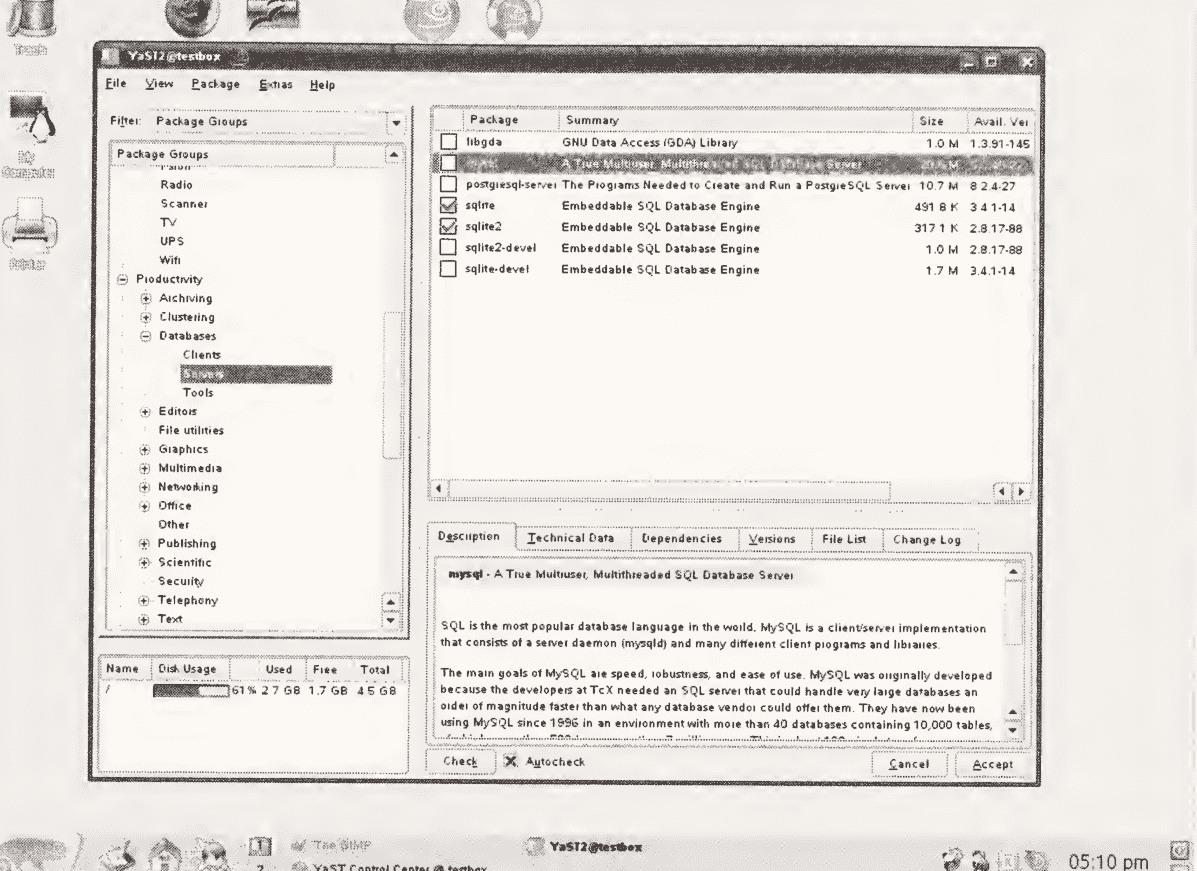 YaST2@testbox
File View Package Extras Help
Filter: Package Groups
Package Groups
Radio
Scanner
TV
UPS
Wifi
Productivity
Archiving
Clustering
Databases
Clients
Servers
Tools
Editors
File utilities
Graphics
Multimedia
Networking
Office
Other
Publishing
Scientific
Security
Telephony
Text
Name Disk Usage Used Free Total
/ 61% 2.7 GB 1.7 GB 4.5 GB
Package Summary Size Avail. Ver
libgda GNU Data Access (GDA) Library 1.0 M 1.3.91-145
A True Multiuser, Multithreaded SQL Database Server
postgresql-server The Programs Needed to Create and Run a PostgreSQL Server 10.7 M 8.2.4-27
sqlite Embeddable SQL Database Engine 491.8 K 3.4.1-14
sqlite2 Embeddable SQL Database Engine 317.1 K 2.8.17-88
sqlite2-devel Embeddable SQL Database Engine 1.0 M 2.8.17-88
sqlite-devel Embeddable SQL Database Engine 1.7 M 3.4.1-14
Description Technical Data Dependencies Versions File List Change Log
mysql - A True Multiuser, Multithreaded SQL Database Server
SQL is the most popular database language in the world. MySQL is a client/server implementation
that consists of a server daemon (mysqld) and many different client programs and libraries.
The main goals of MySQL are speed, robustness, and ease of use. MySQL was originally developed
because the developers at TcX needed an SQL server that could handle very large databases an
order of magnitude faster than what any database vendor could offer them. They have now been
using MySQL since 1996 in an environment with more than 40 databases containing 10,000 tables,
Check Autocheck Cancel Accept
1 The GIMP YaST2@testbox
2 YaST Control Center @ testbox
05:10 pm